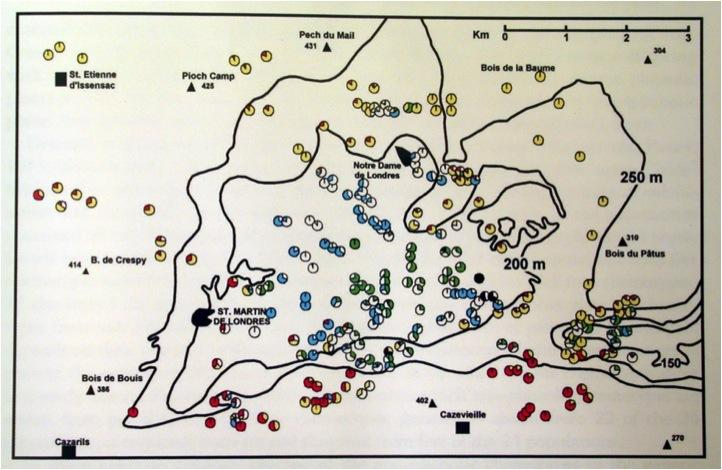 Pech du Mail
431
Km
0 1 2 3
304
St. Etienne
d'Issensac
Pioch Camp
425
Bois de la Baume
Notre Dame
de Londres
250 m
414
B. de Crespy
200 m
310
Bois du Pâtus
ST. MARTIN
DE LONDRES
150
Bois de Bouis
386
402
Cazevieille
Cazarils
270